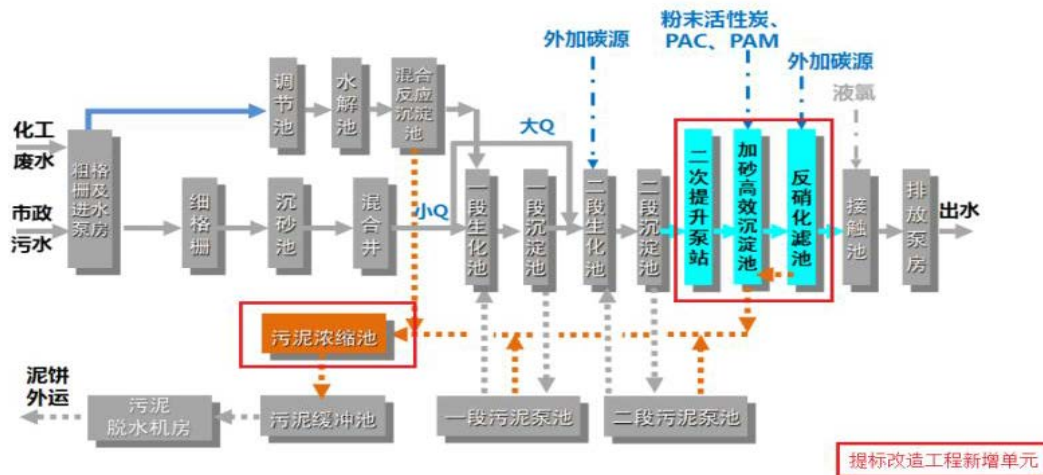 粉末活性炭、
PAC、PAM
外加碳源
外加碳源
液氯
化工
废水
市政
污水
粗格
栅及
进水
泵房
调节池
水解池
混合
反应
沉淀
池
大Q
小Q
细格栅
沉砂池
混合井
一段生化池
一段沉淀池
二段生化池
二段沉淀池
二次提升泵站
加砂高效沉淀池
反硝化滤池
接触池
排放泵房
出水
污泥浓缩池
泥饼
外运
污泥
脱水机房
污泥缓冲池
一段污泥泵池
二段污泥泵池
提标改造工程新增单元